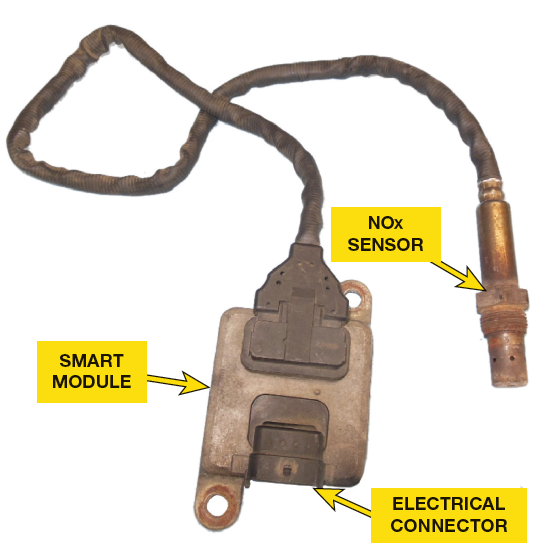 NOx
SENSOR
SMART
MODULE
ELECTRICAL
CONNECTOR